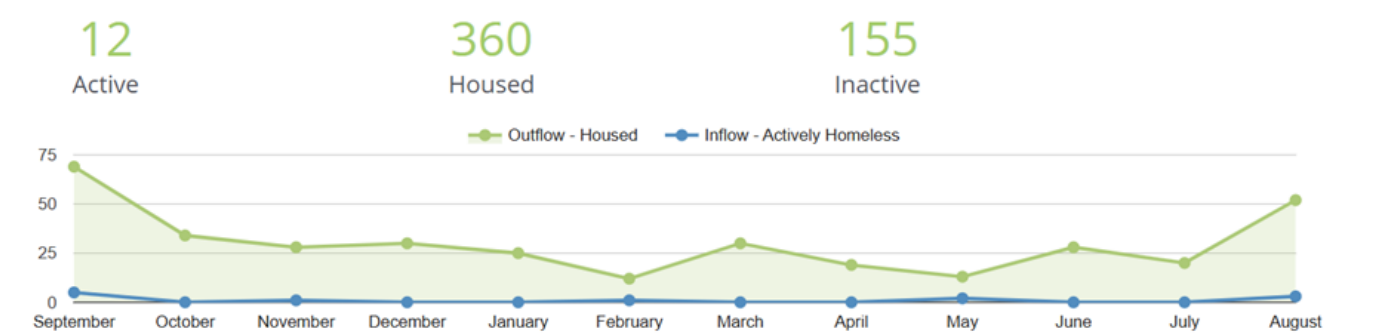 12 360 155
Active Housed Inactive
Outflow - Housed Inflow - Actively Homeless
75
50
25
0
September October November December January February March April May June July August